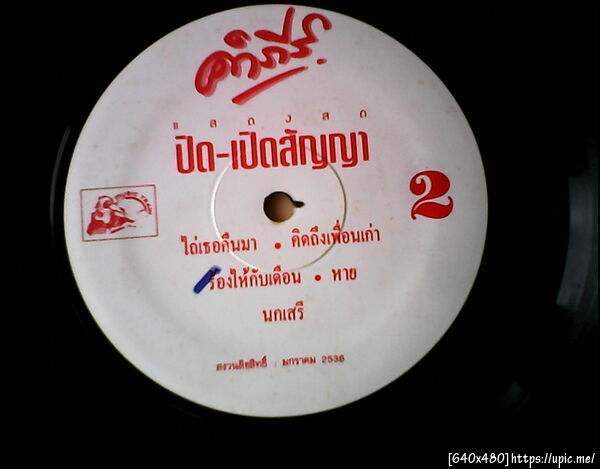 คำภีร์
แสดงสด
ปิด-เปิดสัญญา
2
ไถ่เธอคืนมา • คิดถึงเพื่อนเก่า
ร้องไห้กับเดือน • หาย
นกเสรี
สงวนลิขสิทธิ์ : มกราคม 2536
[640x480]https://upic.me/